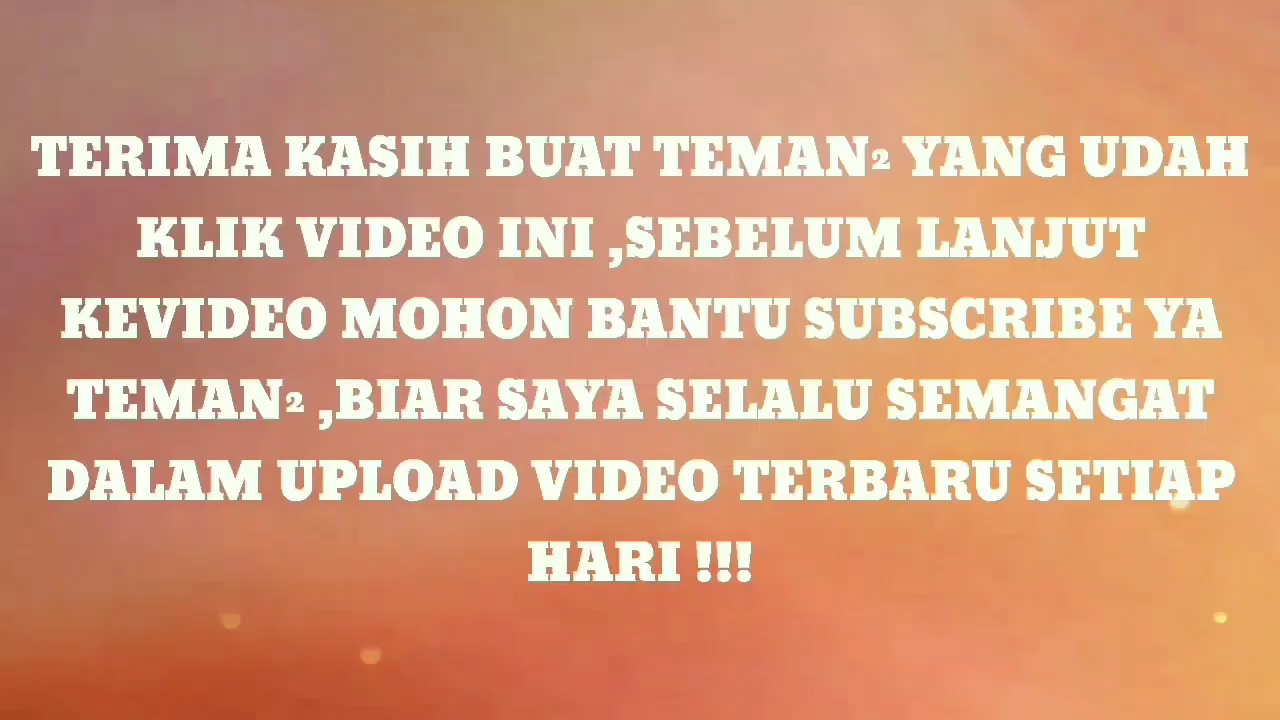 TERIMA KASIH BUAT TEMAN² YANG UDAH
KLIK VIDEO INI ,SEBELUM LANJUT
KEVIDEO MOHON BANTU SUBSCRIBE YA
TEMAN² ,BIAR SAYA SELALU SEMANGAT
DALAM UPLOAD VIDEO TERBARU SETIAP
HARI !!!